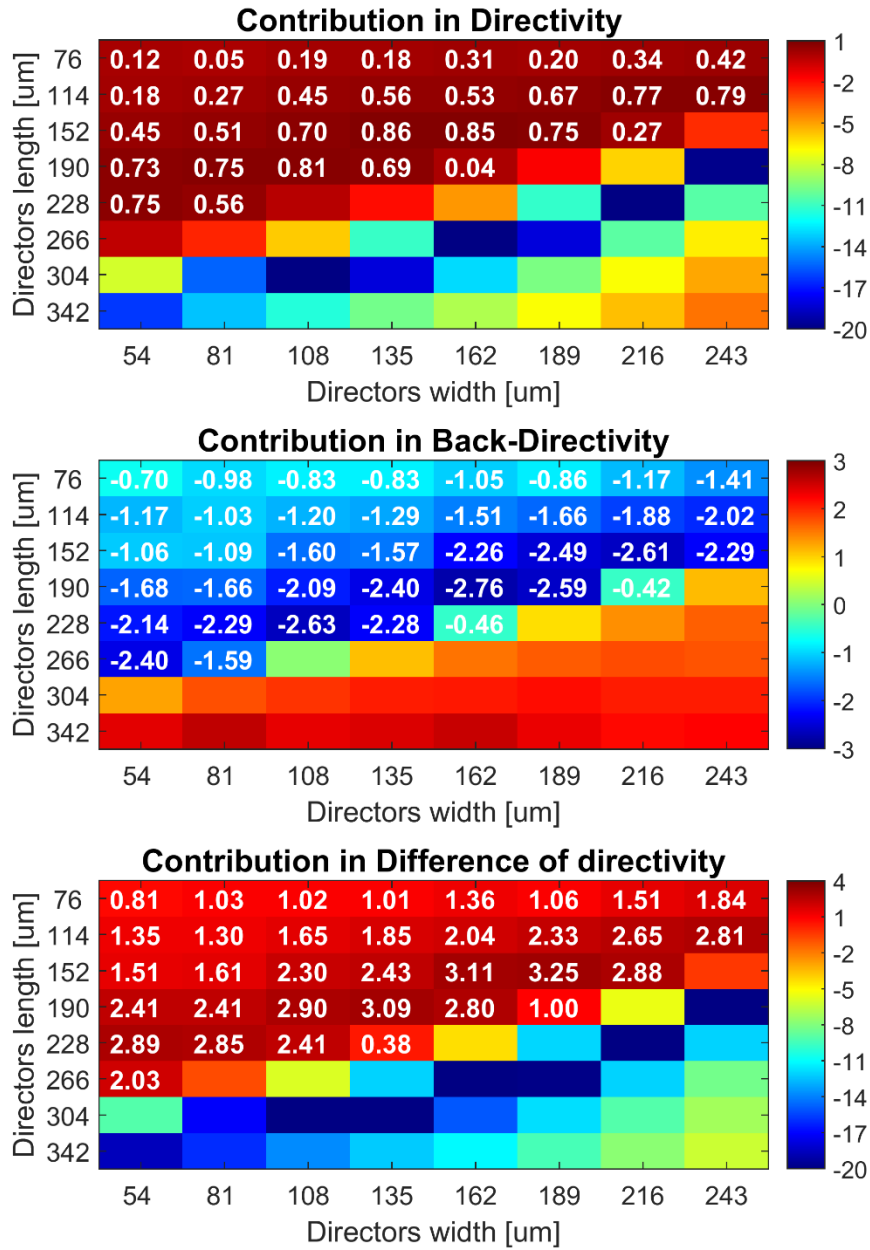 Contribution in Directivity
Directors length [um]
76 0.12 0.05 0.19 0.18 0.31 0.20 0.34 0.42
114 0.18 0.27 0.45 0.56 0.53 0.67 0.77 0.79
152 0.45 0.51 0.70 0.86 0.85 0.75 0.27
190 0.73 0.75 0.81 0.69 0.04
228 0.75 0.56
266
304
342
54 81 108 135 162 189 216 243
Directors width [um]
1
-2
-5
-8
-11
-14
-17
-20
Contribution in Back-Directivity
Directors length [um]
76 -0.70 -0.98 -0.83 -0.83 -1.05 -0.86 -1.17 -1.41
114 -1.17 -1.03 -1.20 -1.29 -1.51 -1.66 -1.88 -2.02
152 -1.06 -1.09 -1.60 -1.57 -2.26 -2.49 -2.61 -2.29
190 -1.68 -1.66 -2.09 -2.40 -2.76 -2.59 -0.42
228 -2.14 -2.29 -2.63 -2.28 -0.46
266 -2.40 -1.59
304
342
54 81 108 135 162 189 216 243
Directors width [um]
3
2
1
0
-1
-2
-3
Contribution in Difference of directivity
Directors length [um]
76 0.81 1.03 1.02 1.01 1.36 1.06 1.51 1.84
114 1.35 1.30 1.65 1.85 2.04 2.33 2.65 2.81
152 1.51 1.61 2.30 2.43 3.11 3.25 2.88
190 2.41 2.41 2.90 3.09 2.80 1.00
228 2.89 2.85 2.41 0.38
266 2.03
304
342
54 81 108 135 162 189 216 243
Directors width [um]
4
1
-2
-5
-8
-11
-14
-17
-20